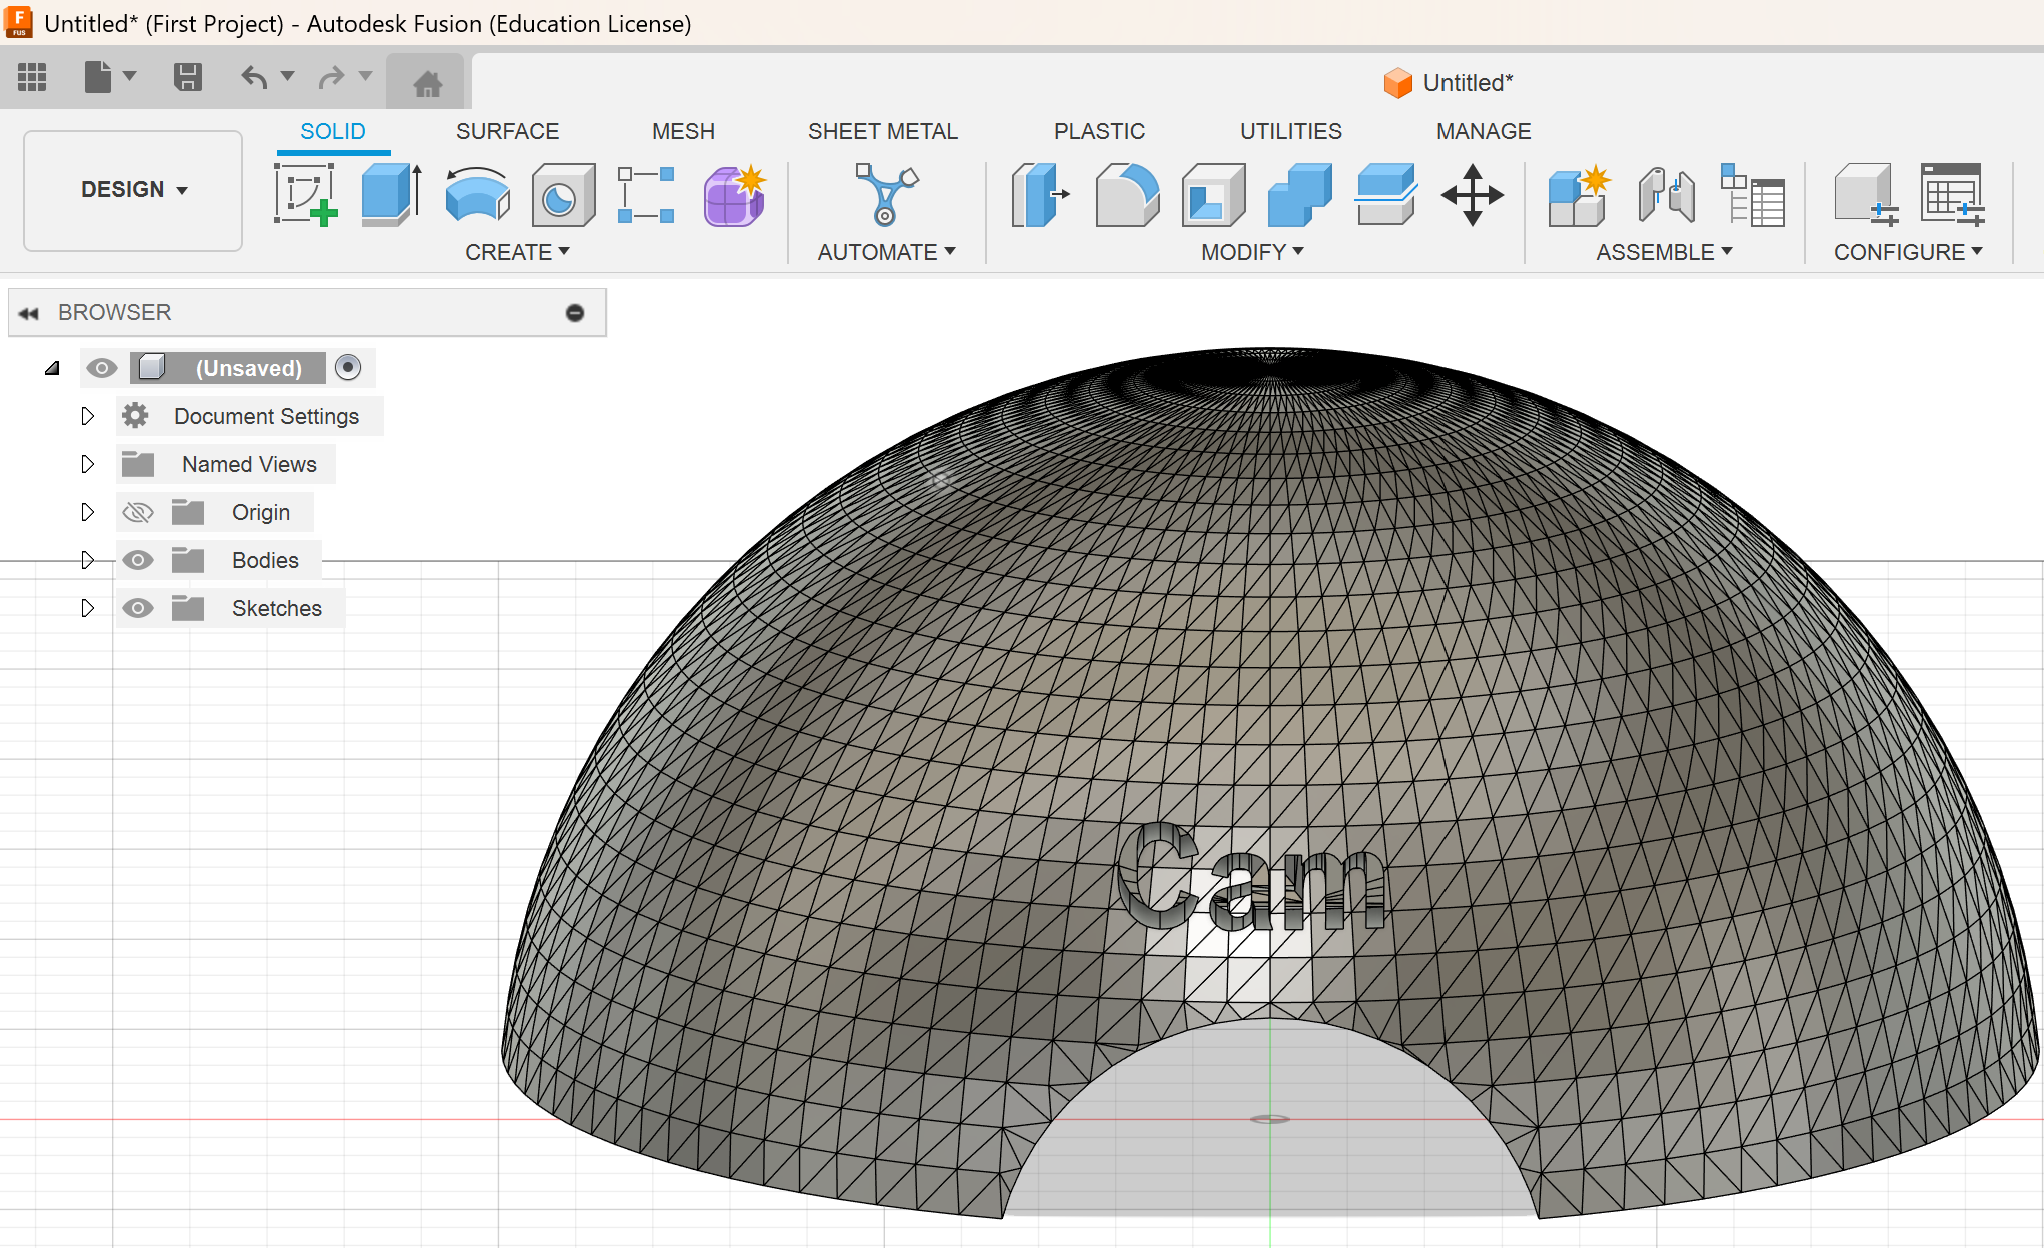 F
FUS
Untitled* (First Project) - Autodesk Fusion (Education License)
Untitled*
DESIGN
SOLID
SURFACE
MESH
SHEET METAL
PLASTIC
UTILITIES
MANAGE
CREATE
AUTOMATE
MODIFY
ASSEMBLE
CONFIGURE
BROWSER
(Unsaved)
Document Settings
Named Views
Origin
Bodies
Sketches
Cam